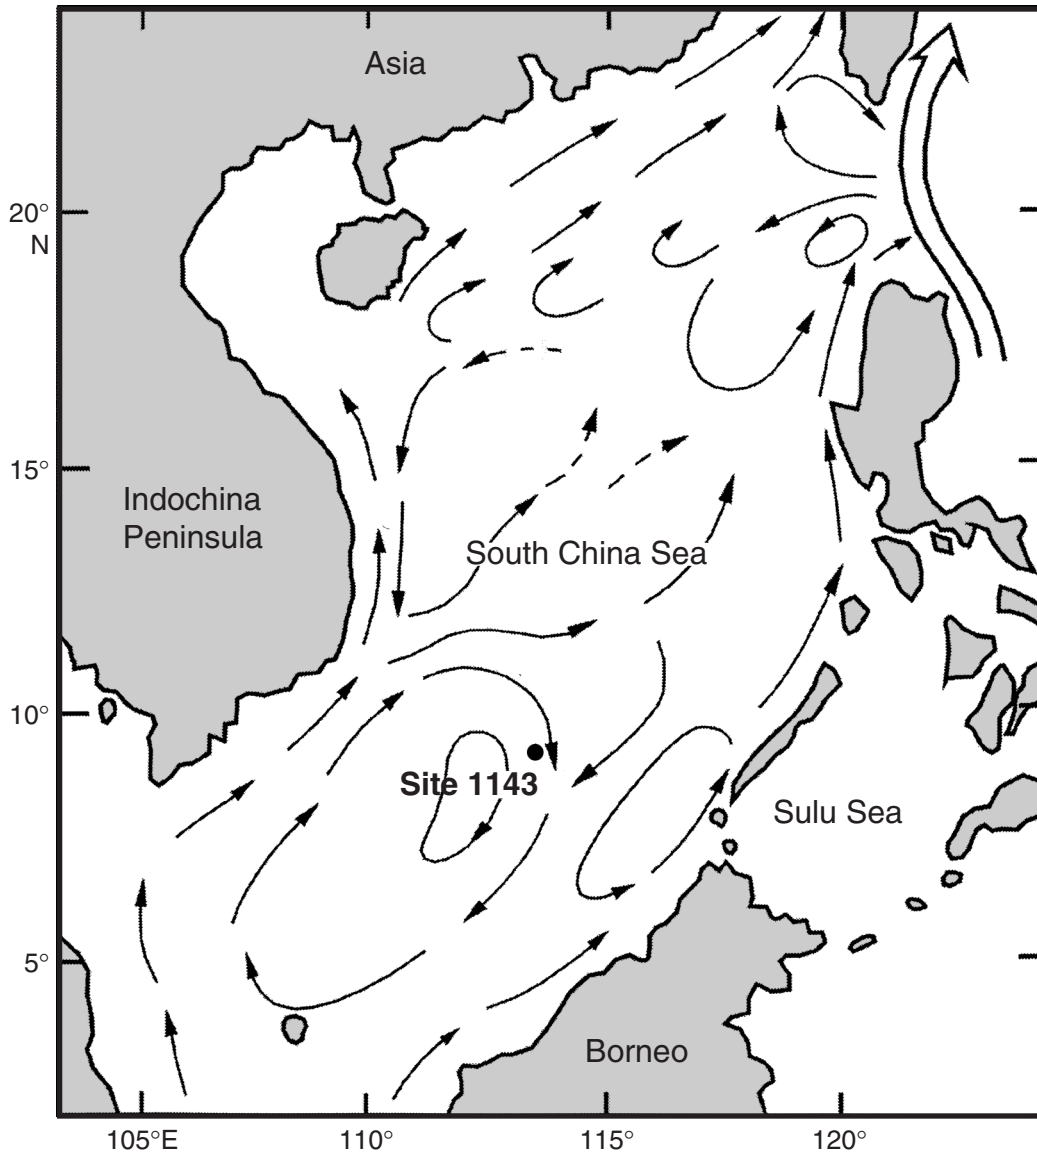 Asia
20°
N
15°
Indochina
Peninsula
South China Sea
10°
Site 1143
Sulu Sea
5°
Borneo
105°E
110°
115°
120°